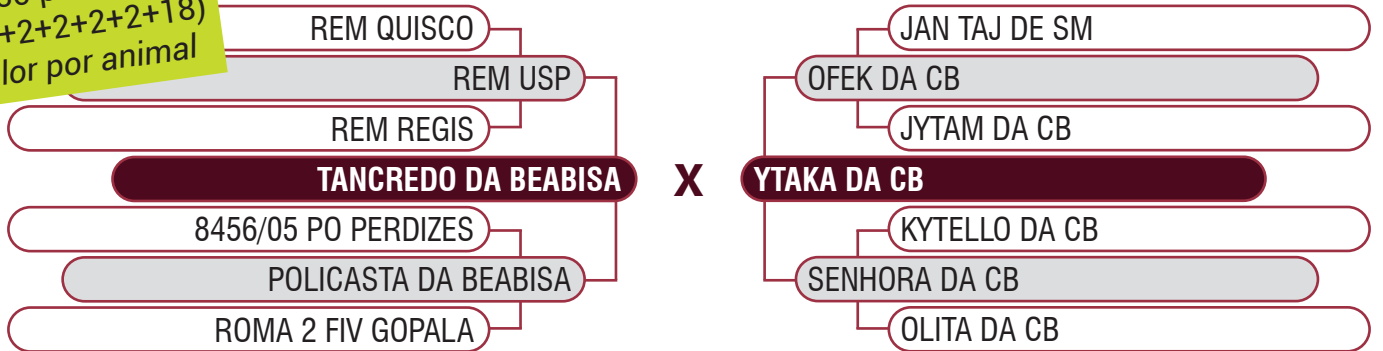 +2+2+2+2+18)
por animal
REM QUISCO
REM USP
REM REGIS
TANCREDO DA BEABISA
8456/05 PO PERDIZES
POLICASTA DA BEABISA
ROMA 2 FIV GOPALA
X
JAN TAJ DE SM
OFEK DA CB
JYTAM DA CB
YTAKA DA CB
KYTELLO DA CB
SENHORA DA CB
OLITA DA CB